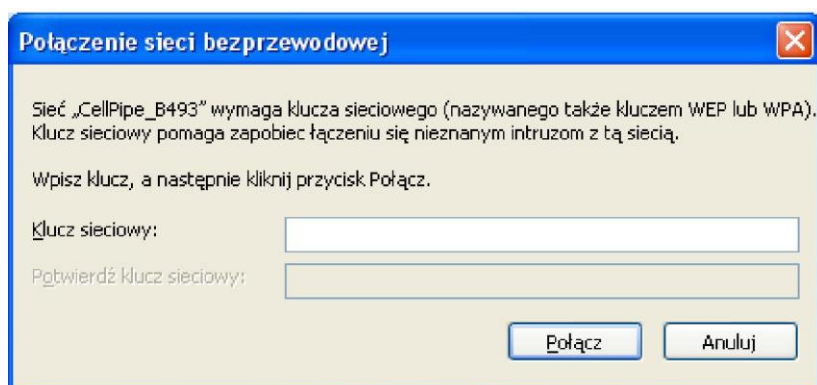 Połączenie sieci bezprzewodowej
Sieć „CellPipe_B493” wymaga klucza sieciowego (nazywanego także kluczem WEP lub WPA).
Klucz sieciowy pomaga zapobiec łączeniu się nieznanym intruzom z tą siecią.
Wpisz klucz, a następnie kliknij przycisk Połącz.
Klucz sieciowy:
Potwierdź klucz sieciowy:
Połącz Anuluj